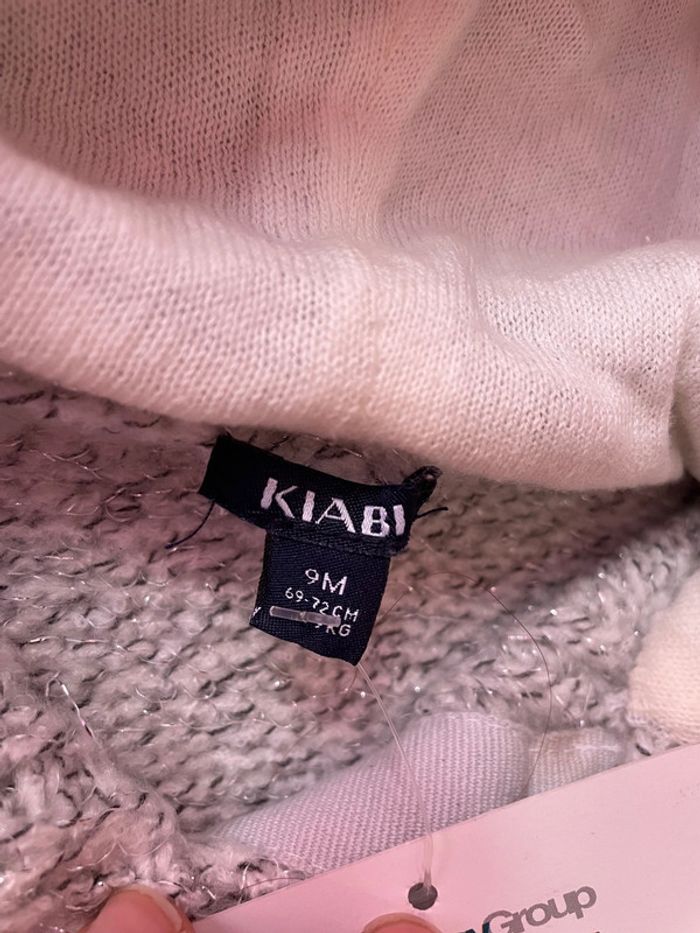 KIABI
9M
69-72CM
KG
Group